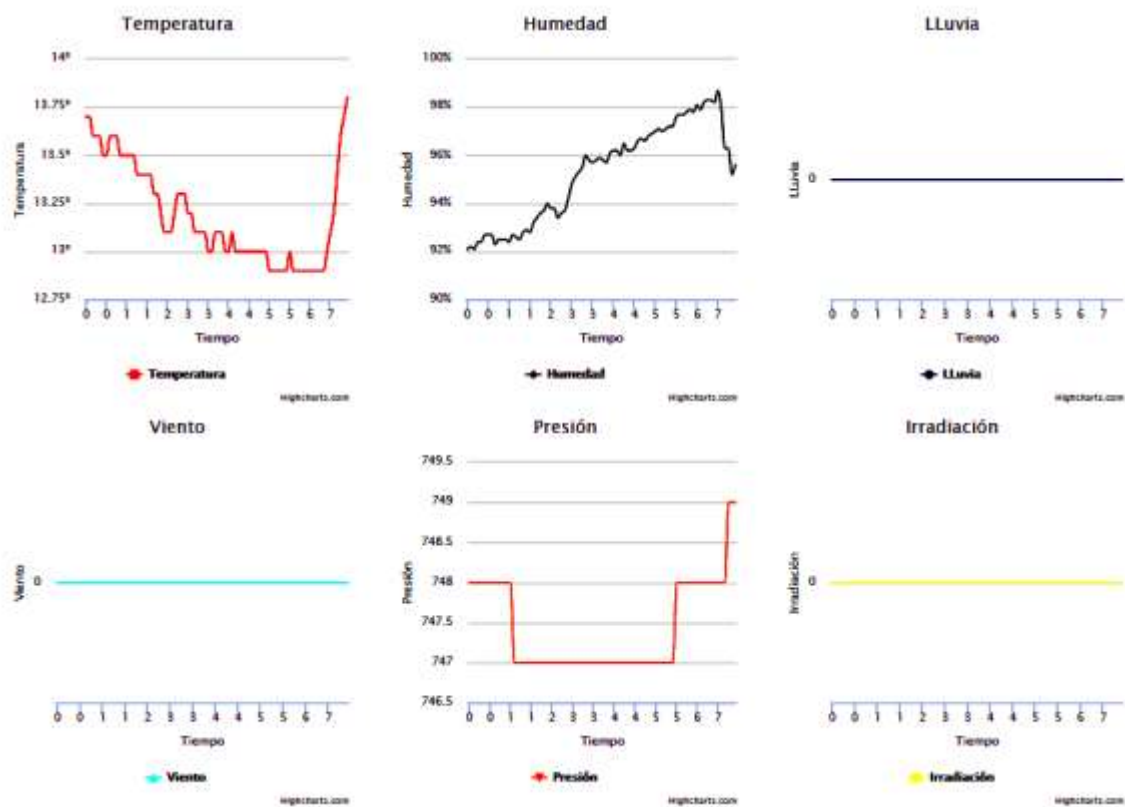 Temperatura
14º
13.75º
13.5º
13.25º
13º
12.75º
Temperatura
0 0 1 1 2 2 3 3 4 4 5 5 6 7
Tiempo
Temperatura
Highcharts.com
Humedad
100%
98%
96%
94%
92%
90%
Humedad
0 0 1 1 2 3 3 4 4 5 5 6 7
Tiempo
Humedad
Highcharts.com
LLuvia
LLuvia
0
0 0 1 1 2 3 3 4 4 5 5 6 7
Tiempo
LLuvia
Highcharts.com
Viento
Viento
0
0 0 1 1 2 3 3 4 4 5 5 6 7
Tiempo
Viento
Highcharts.com
Presión
749.5
749
748.5
748
747.5
747
746.5
Presión
0 0 1 1 2 3 3 4 4 5 5 6 7
Tiempo
Presión
Highcharts.com
Irradiación
Irradiación
0
0 0 1 1 2 3 3 4 4 5 5 6 7
Tiempo
Irradiación
Highcharts.com